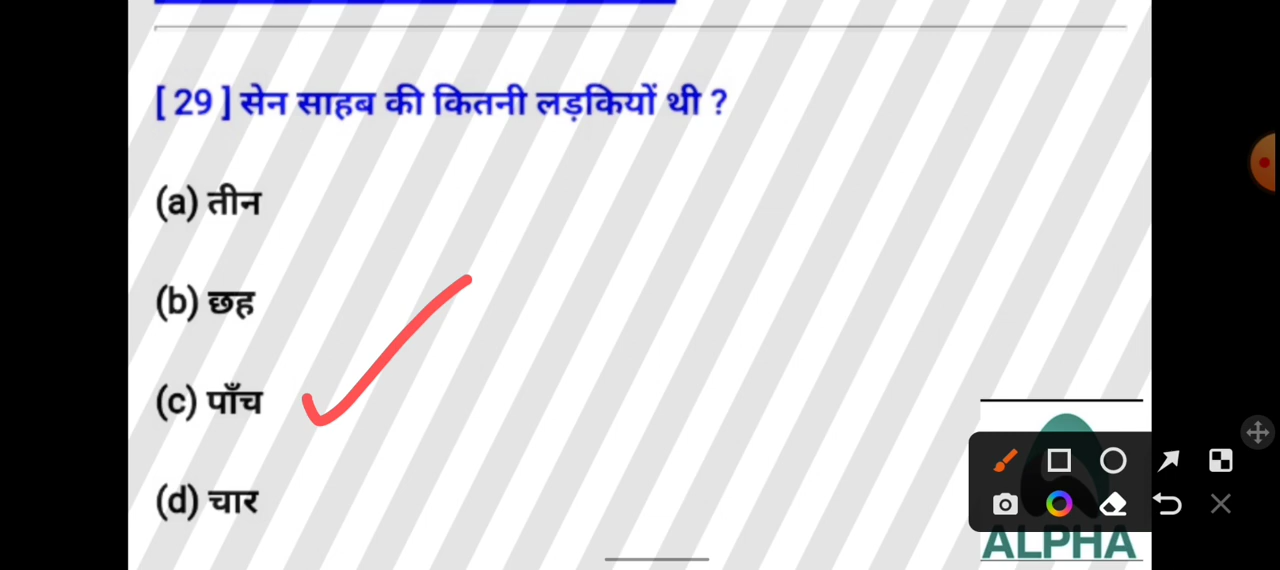 [ 29 ] सेन साहब की कितनी लड़कियों थी ?
(a) तीन
(b) छह
(c) पाँच
(d) चार
ALPHA